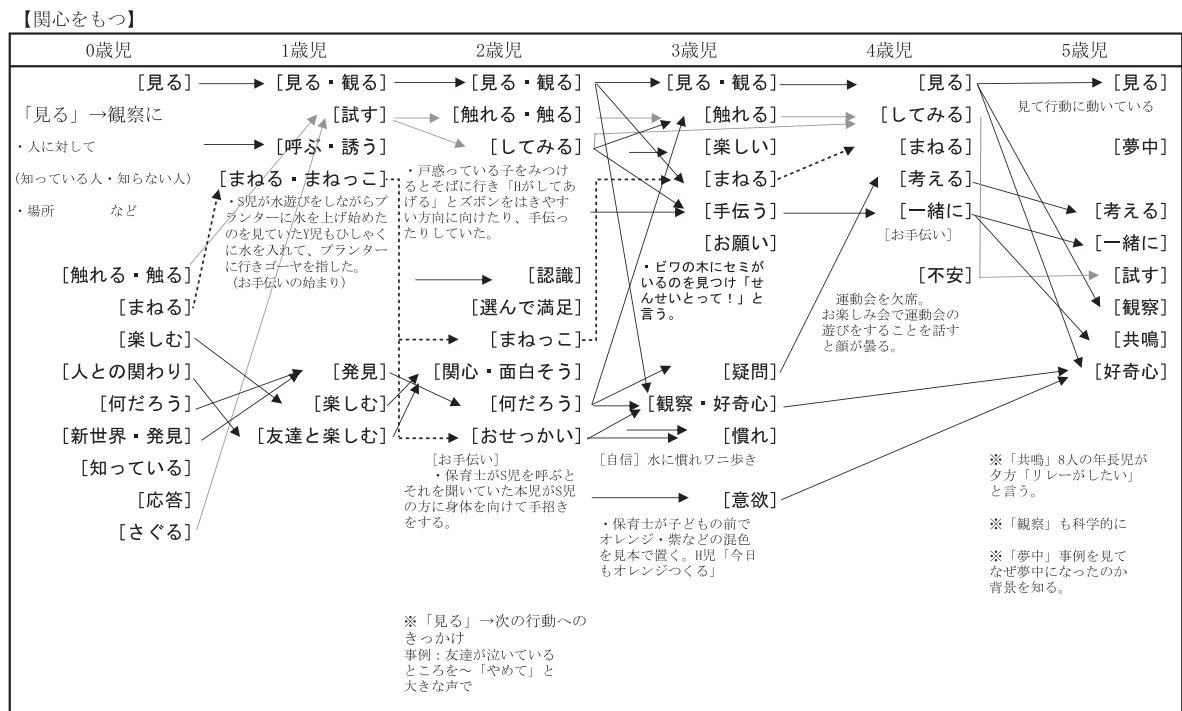 【関心をもつ】
0歳児
1歳児
2歳児
3歳児
4歳児
5歳児
[見る]
「見る」→観察に
・人に対して
(知っている人・知らない人)
・場所 など
[触れる・触る]
[まねる]
[楽しむ]
[人との関わり]
[何だろう]
[新世界・発見]
[知っている]
[応答]
[さぐる]
[見る・観る]
[試す]
[呼ぶ・誘う]
[まねる・まねっこ]
・S児が水遊びをしながらプ
ランターに水を上げ始めた
のを見ていたY児もひしゃく
に水を入れて、プランター
に行きゴーヤを指した。
(お手伝いの始まり)
[発見]
[楽しむ]
[友達と楽しむ]
[見る・観る]
[触れる・触る]
[してみる]
・戸惑っている子をみつけ
るとそばに行き「Hがしてあ
げる」とズボンをはきやす
い方向に向けたり、手伝っ
たりしていた。
[認識]
[選んで満足]
[まねっこ]
[関心・面白そう]
[何だろう]
[おせっかい]
[お手伝い]
・保育士がS児を呼ぶと
それを聞いていた本児がS児
の方に身体を向けて手招き
をする。
※「見る」→次の行動への
きっかけ
事例：友達が泣いている
ところを～「やめて」と
大きな声で
[見る・観る]
[触れる]
[楽しい]
[まねる]
[手伝う]
[お願い]
・ビワの木にセミが
いるのを見つけ「せ
んせいとって！」と
言う。
[疑問]
[観察・好奇心]
[慣れ]
[自信] 水に慣れワニ歩き
[意欲]
・保育士が子どもの前で
オレンジ・紫などの混色
を見本で置く。H児「今日
もオレンジつくる」
[見る]
[してみる]
[まねる]
[考える]
[一緒に]
[お手伝い]
[不安]
運動会を欠席。
お楽しみ会で運動会の
遊びをすることを話す
と顔が曇る。
[見る]
見て行動に動いている
[夢中]
[考える]
[一緒に]
[試す]
[観察]
[共鳴]
[好奇心]
※「共鳴」8人の年長児が
夕方「リレーがしたい」
と言う。
※「観察」も科学的に
※「夢中」事例を見て
なぜ夢中になったのか
背景を知る。